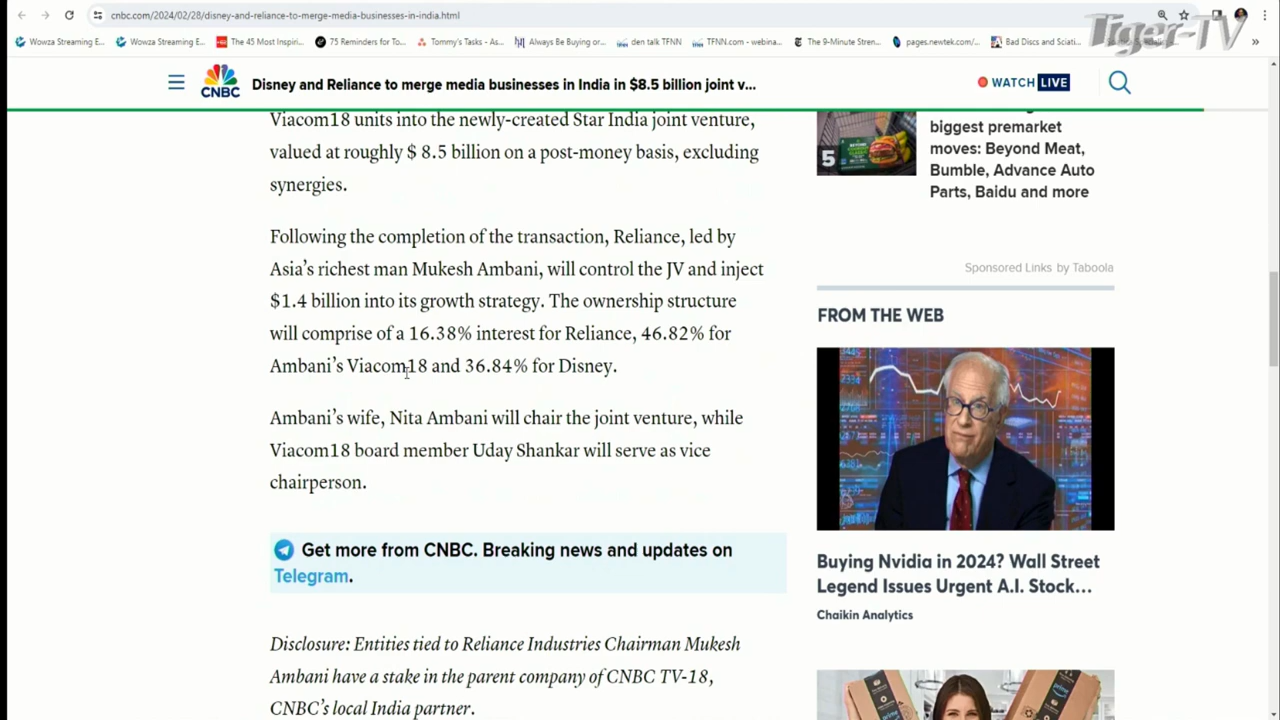 cnbc.com/2024/02/28/disney-and-reliance-to-merge-media-businesses-in-india.html
Tiger-TV
Wowza Streaming E...
Wowza Streaming E...
The 45 Most Inspiri...
75 Reminders for To...
Tommy's Tasks - As...
Always Be Buying or...
den talk TFNN
TFNN.com - webina...
The 9-Minute Stren...
pages.newtek.com/...
Bad Discs and Sciati...
CNBC
Disney and Reliance to merge media businesses in India in $8.5 billion joint v...
WATCH LIVE
Viacom18 units into the newly-created Star India joint venture,
valued at roughly $ 8.5 billion on a post-money basis, excluding
synergies.
Following the completion of the transaction, Reliance, led by
Asia’s richest man Mukesh Ambani, will control the JV and inject
$1.4 billion into its growth strategy. The ownership structure
will comprise of a 16.38% interest for Reliance, 46.82% for
Ambani’s Viacom18 and 36.84% for Disney.
Ambani’s wife, Nita Ambani will chair the joint venture, while
Viacom18 board member Uday Shankar will serve as vice
chairperson.
Get more from CNBC. Breaking news and updates on
Telegram.
Disclosure: Entities tied to Reliance Industries Chairman Mukesh
Ambani have a stake in the parent company of CNBC TV-18,
CNBC’s local India partner.
5
biggest premarket
moves: Beyond Meat,
Bumble, Advance Auto
Parts, Baidu and more
Sponsored Links by Taboola
FROM THE WEB
Buying Nvidia in 2024? Wall Street
Legend Issues Urgent A.I. Stock...
Chaikin Analytics